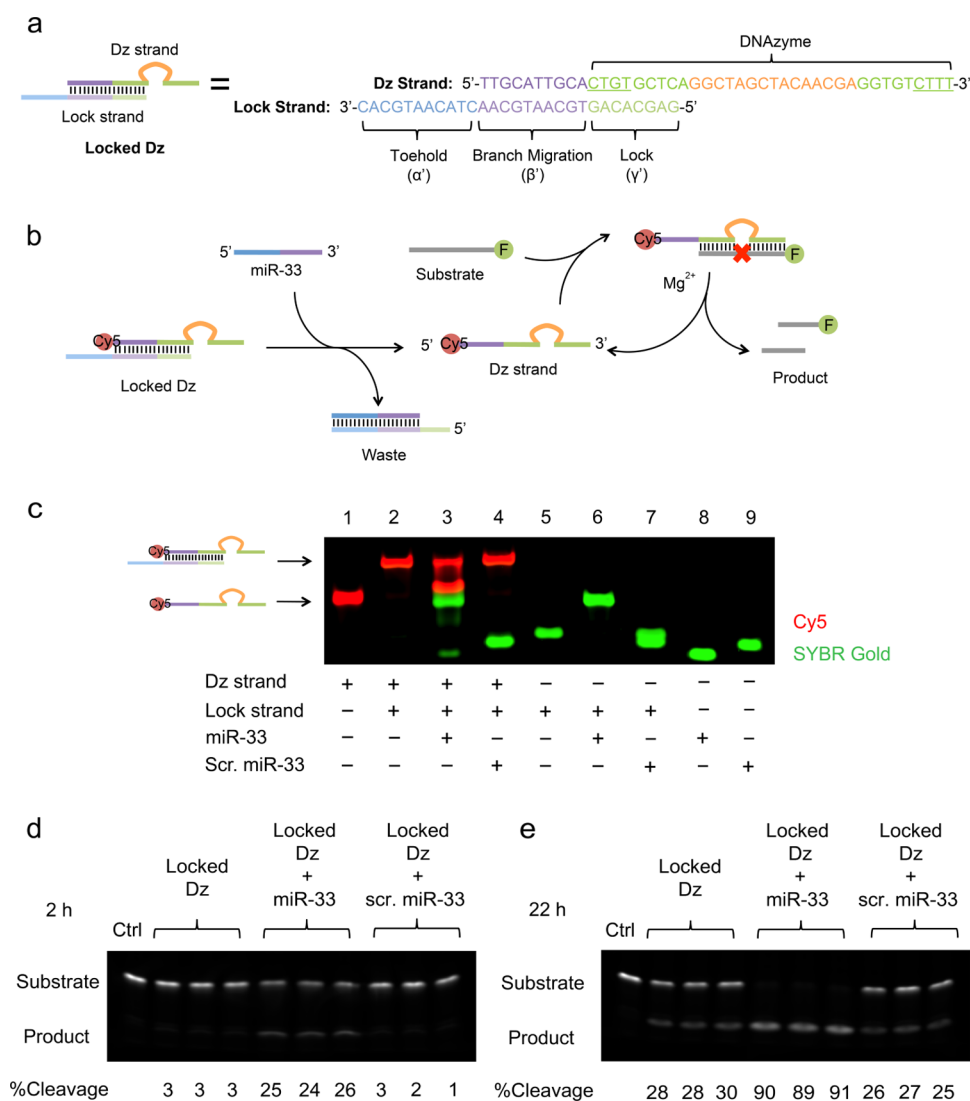 a
Dz strand
Lock strand
Locked Dz
=
DNAzyme
Dz Strand: 5’-TTGCATTGCACTGTGCTCAGGCTAGCTACAACGAGGTGTCTTT-3’
Lock Strand: 3’-CACGTAACATCAACGTAACGTGACACGAG-5’
Toehold
(α’)
Branch Migration
(β’)
Lock
(γ’)
b
5’ 3’
miR-33
F
Substrate
Cy5
F
Mg2+
Cy5
Locked Dz
5’ Cy5 3’
Dz strand
F
Product
5’
Waste
c
1 2 3 4 5 6 7 8 9
Cy5
Cy5
Cy5
SYBR Gold
Dz strand + + + + – – – – –
Lock strand – + + + + + + – –
miR-33 – – + – – + – + –
Scr. miR-33 – – – + – – + – +
d
2 h
Ctrl
Locked
Dz
Locked
Dz
+
miR-33
Locked
Dz
+
scr. miR-33
Substrate
Product
%Cleavage 3 3 3 25 24 26 3 2 1
e
22 h
Ctrl
Locked
Dz
Locked
Dz
+
miR-33
Locked
Dz
+
scr. miR-33
Substrate
Product
%Cleavage 28 28 30 90 89 91 26 27 25